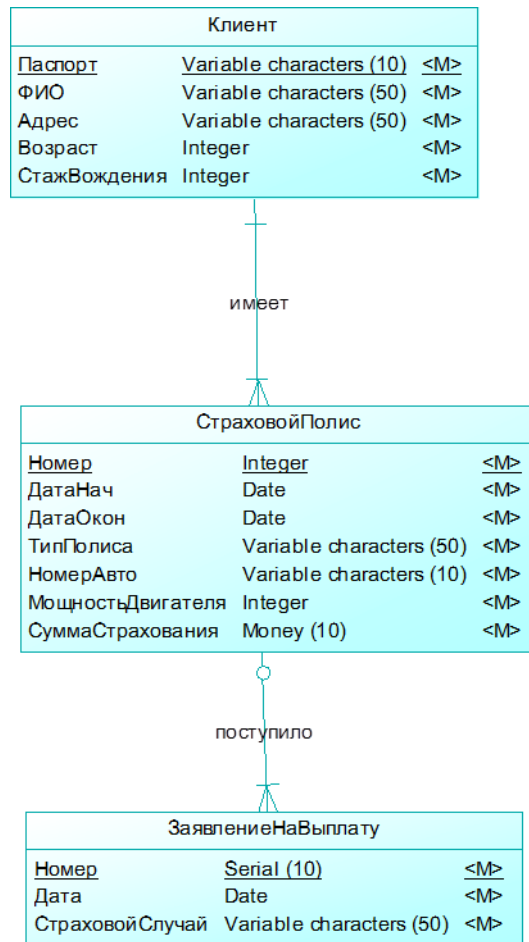 Клиент
Паспорт Variable characters (10) <M>
ФИО Variable characters (50) <M>
Адрес Variable characters (50) <M>
Возраст Integer <M>
СтажВождения Integer <M>
имеет
СтраховойПолис
Номер Integer <M>
ДатаНач Date <M>
ДатаОкон Date <M>
ТипПолиса Variable characters (50) <M>
НомерАвто Variable characters (10) <M>
МощностьДвигателя Integer <M>
СуммаСтрахования Money (10) <M>
поступило
ЗаявлениеНаВыплату
Номер Serial (10) <M>
Дата Date <M>
СтраховойСлучай Variable characters (50) <M>